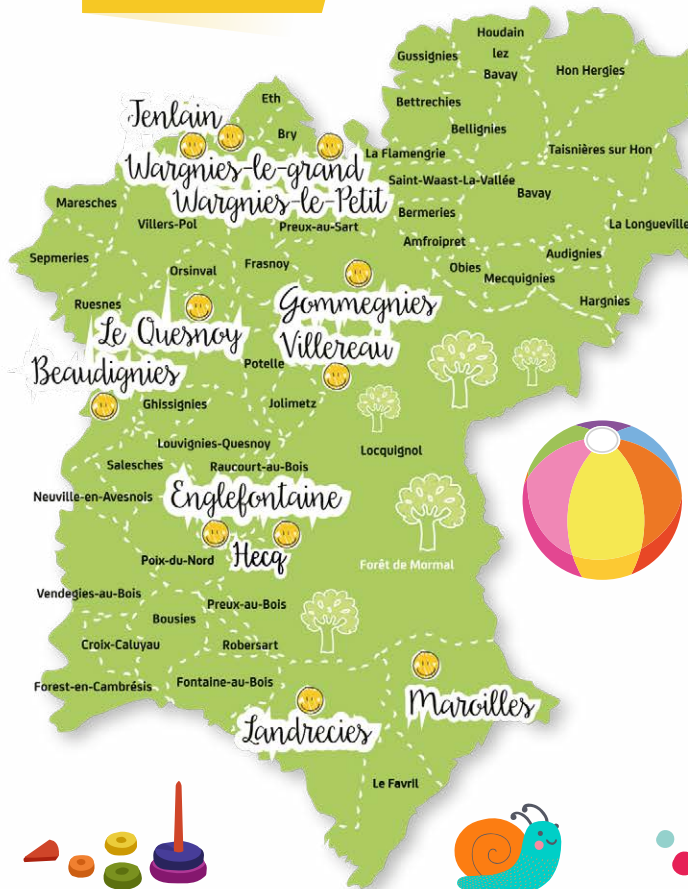 Houdain
lez
Bavay
Gussignies
Hon Hergies
Eth
Bettrechies
Jenlain
Bry
Bellignies
La Flamengrie
Taisnières sur Hon
Wargnies-le-grand
Saint-Waast-La-Vallée
Bavay
Wargnies-le-Petit
Maresches
Bermeries
Villers-Pol
Preux-au-Sart
La Longueville
Amfroipret
Audignies
Sepmeries
Orsinval
Frasnoy
Obies
Mecquignies
Ruesnes
Gommegnies
Hargnies
Le Quesnoy
Villereau
Potelle
Beaudignies
Ghissignies
Jolimetz
Louvignies-Quesnoy
Locquignol
Salesches
Raucourt-au-Bois
Neuville-en-Avesnois
Englefontaine
Hecq
Poix-du-Nord
Forêt de Mormal
Vendegies-au-Bois
Preux-au-Bois
Bousies
Croix-Caluyau
Robersart
Forest-en-Cambrésis
Fontaine-au-Bois
Maroilles
Landrecies
Le Favril